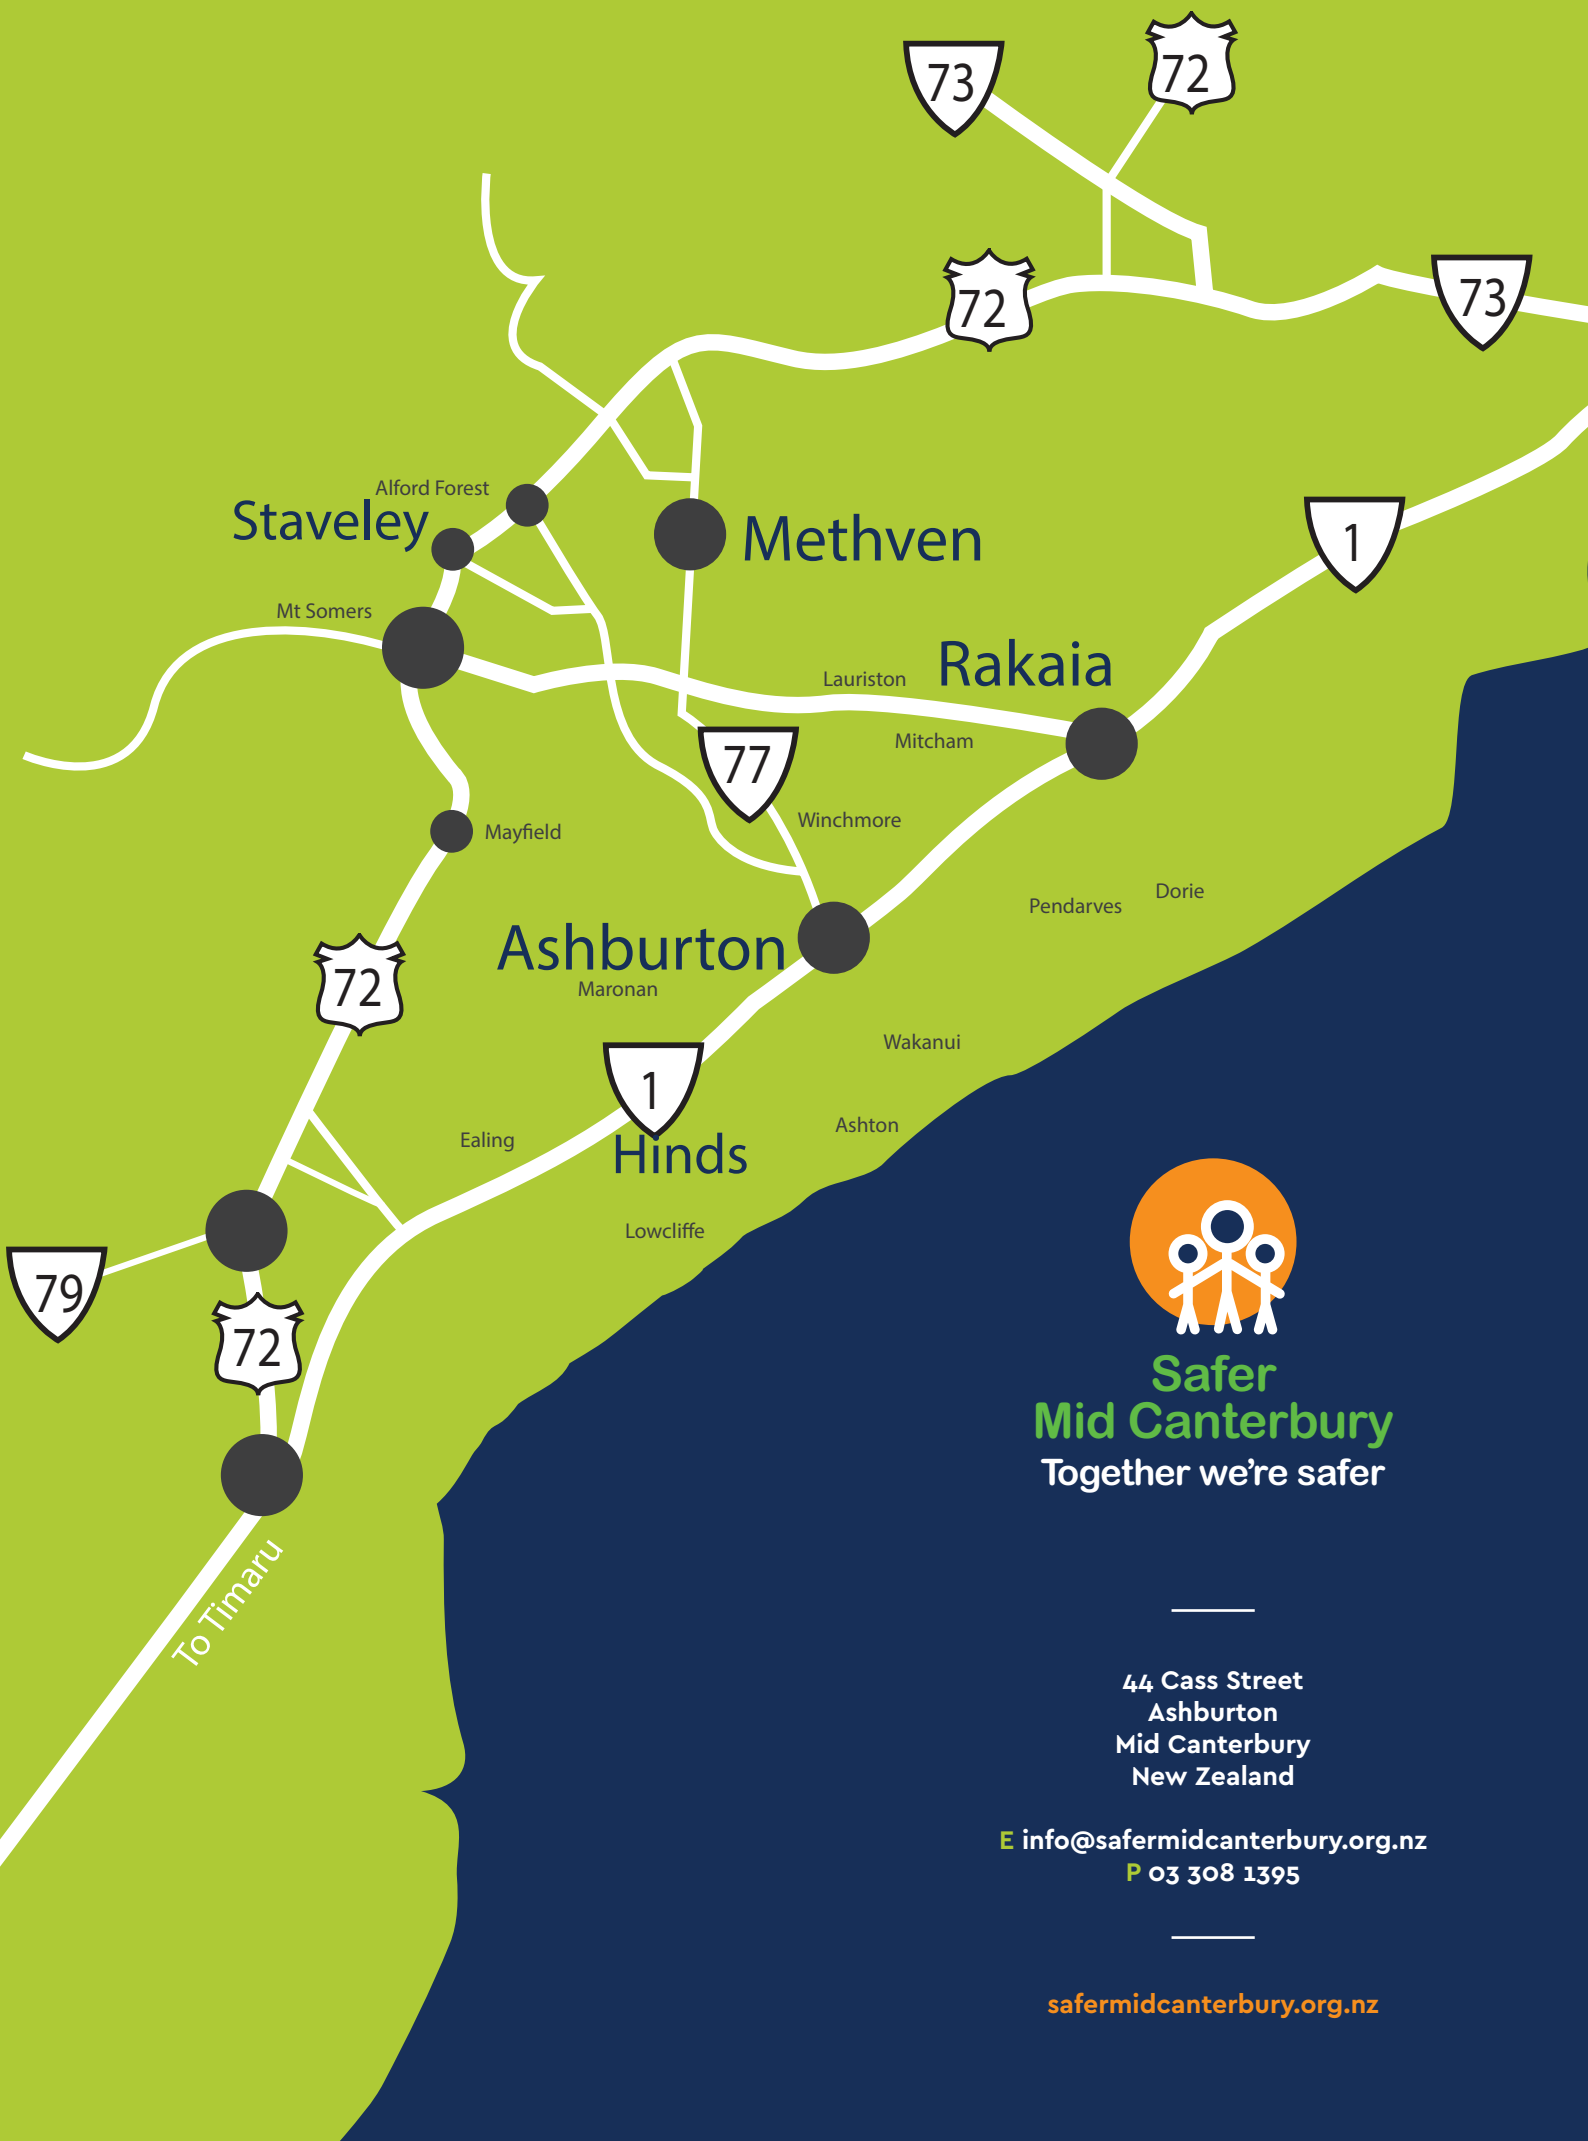 72
73
72
73
Alford Forest
Staveley
Methven
1
Mt Somers
Rakaia
Lauriston
Mitcham
77
Winchmore
Mayfield
Dorie
Pendarves
Ashburton
Maronan
72
Wakanui
1
Ashton
Ealing
Hinds
Lowcliffe
79
72
To Timaru
Safer
Mid Canterbury
Together we're safer
44 Cass Street
Ashburton
Mid Canterbury
New Zealand
E info@safermidcanterbury.org.nz
P 03 308 1395
safermidcanterbury.org.nz